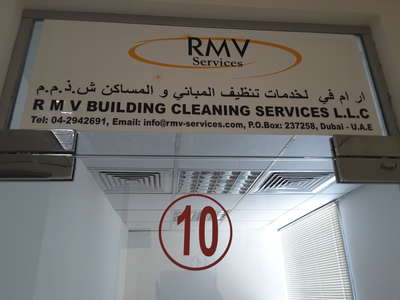 RMV
Services
ار ام في لخدمات تنظيف المباني و المساكن ش.ذ.م.م
R M V BUILDING CLEANING SERVICES L.L.C
Tel: 04-2942691, Email: info@rmv-services.com, P.O.Box: 237258, Dubai - U.A.E
10